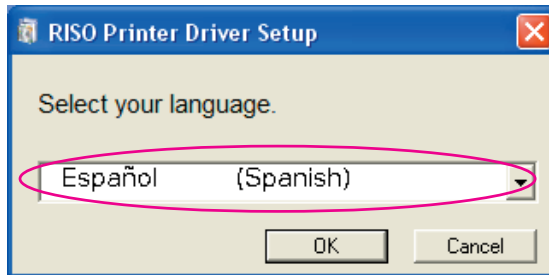 RISO Printer Driver Setup
Select your language.
Español (Spanish)
OK Cancel